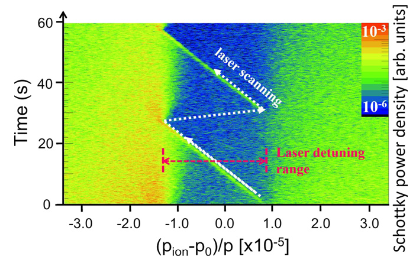 60
40
20
0
Time (s)
-3.0 -2.0 -1.0 0.0 1.0 2.0 3.0
(pion-p0)/p [x10-5]
laser scanning
Laser detuning
range
10-3
10-6
Schottky power density [arb. units]